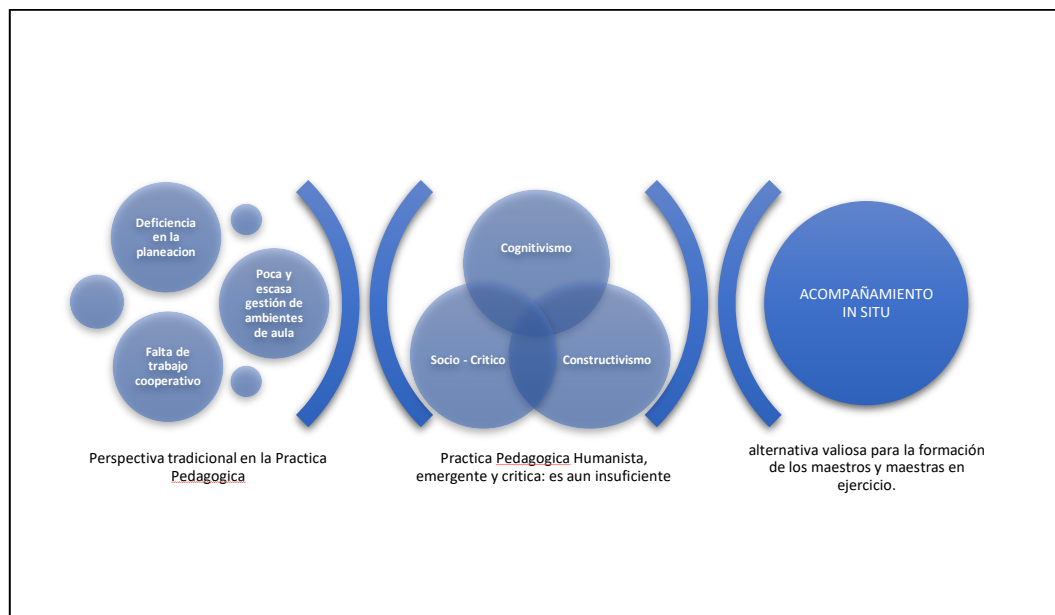 Deficiencia
en la
planeacion
Poca y
escasa
gestión de
ambientes
de aula
Falta de
trabajo
cooperativo
Perspectiva tradicional en la Practica
Pedagogica
Cognitivismo
Socio - Critico
Constructivismo
Practica Pedagogica Humanista,
emergente y critica: es aun insuficiente
ACOMPAÑAMIENTO
IN SITU
alternativa valiosa para la formación
de los maestros y maestras en
ejercicio.